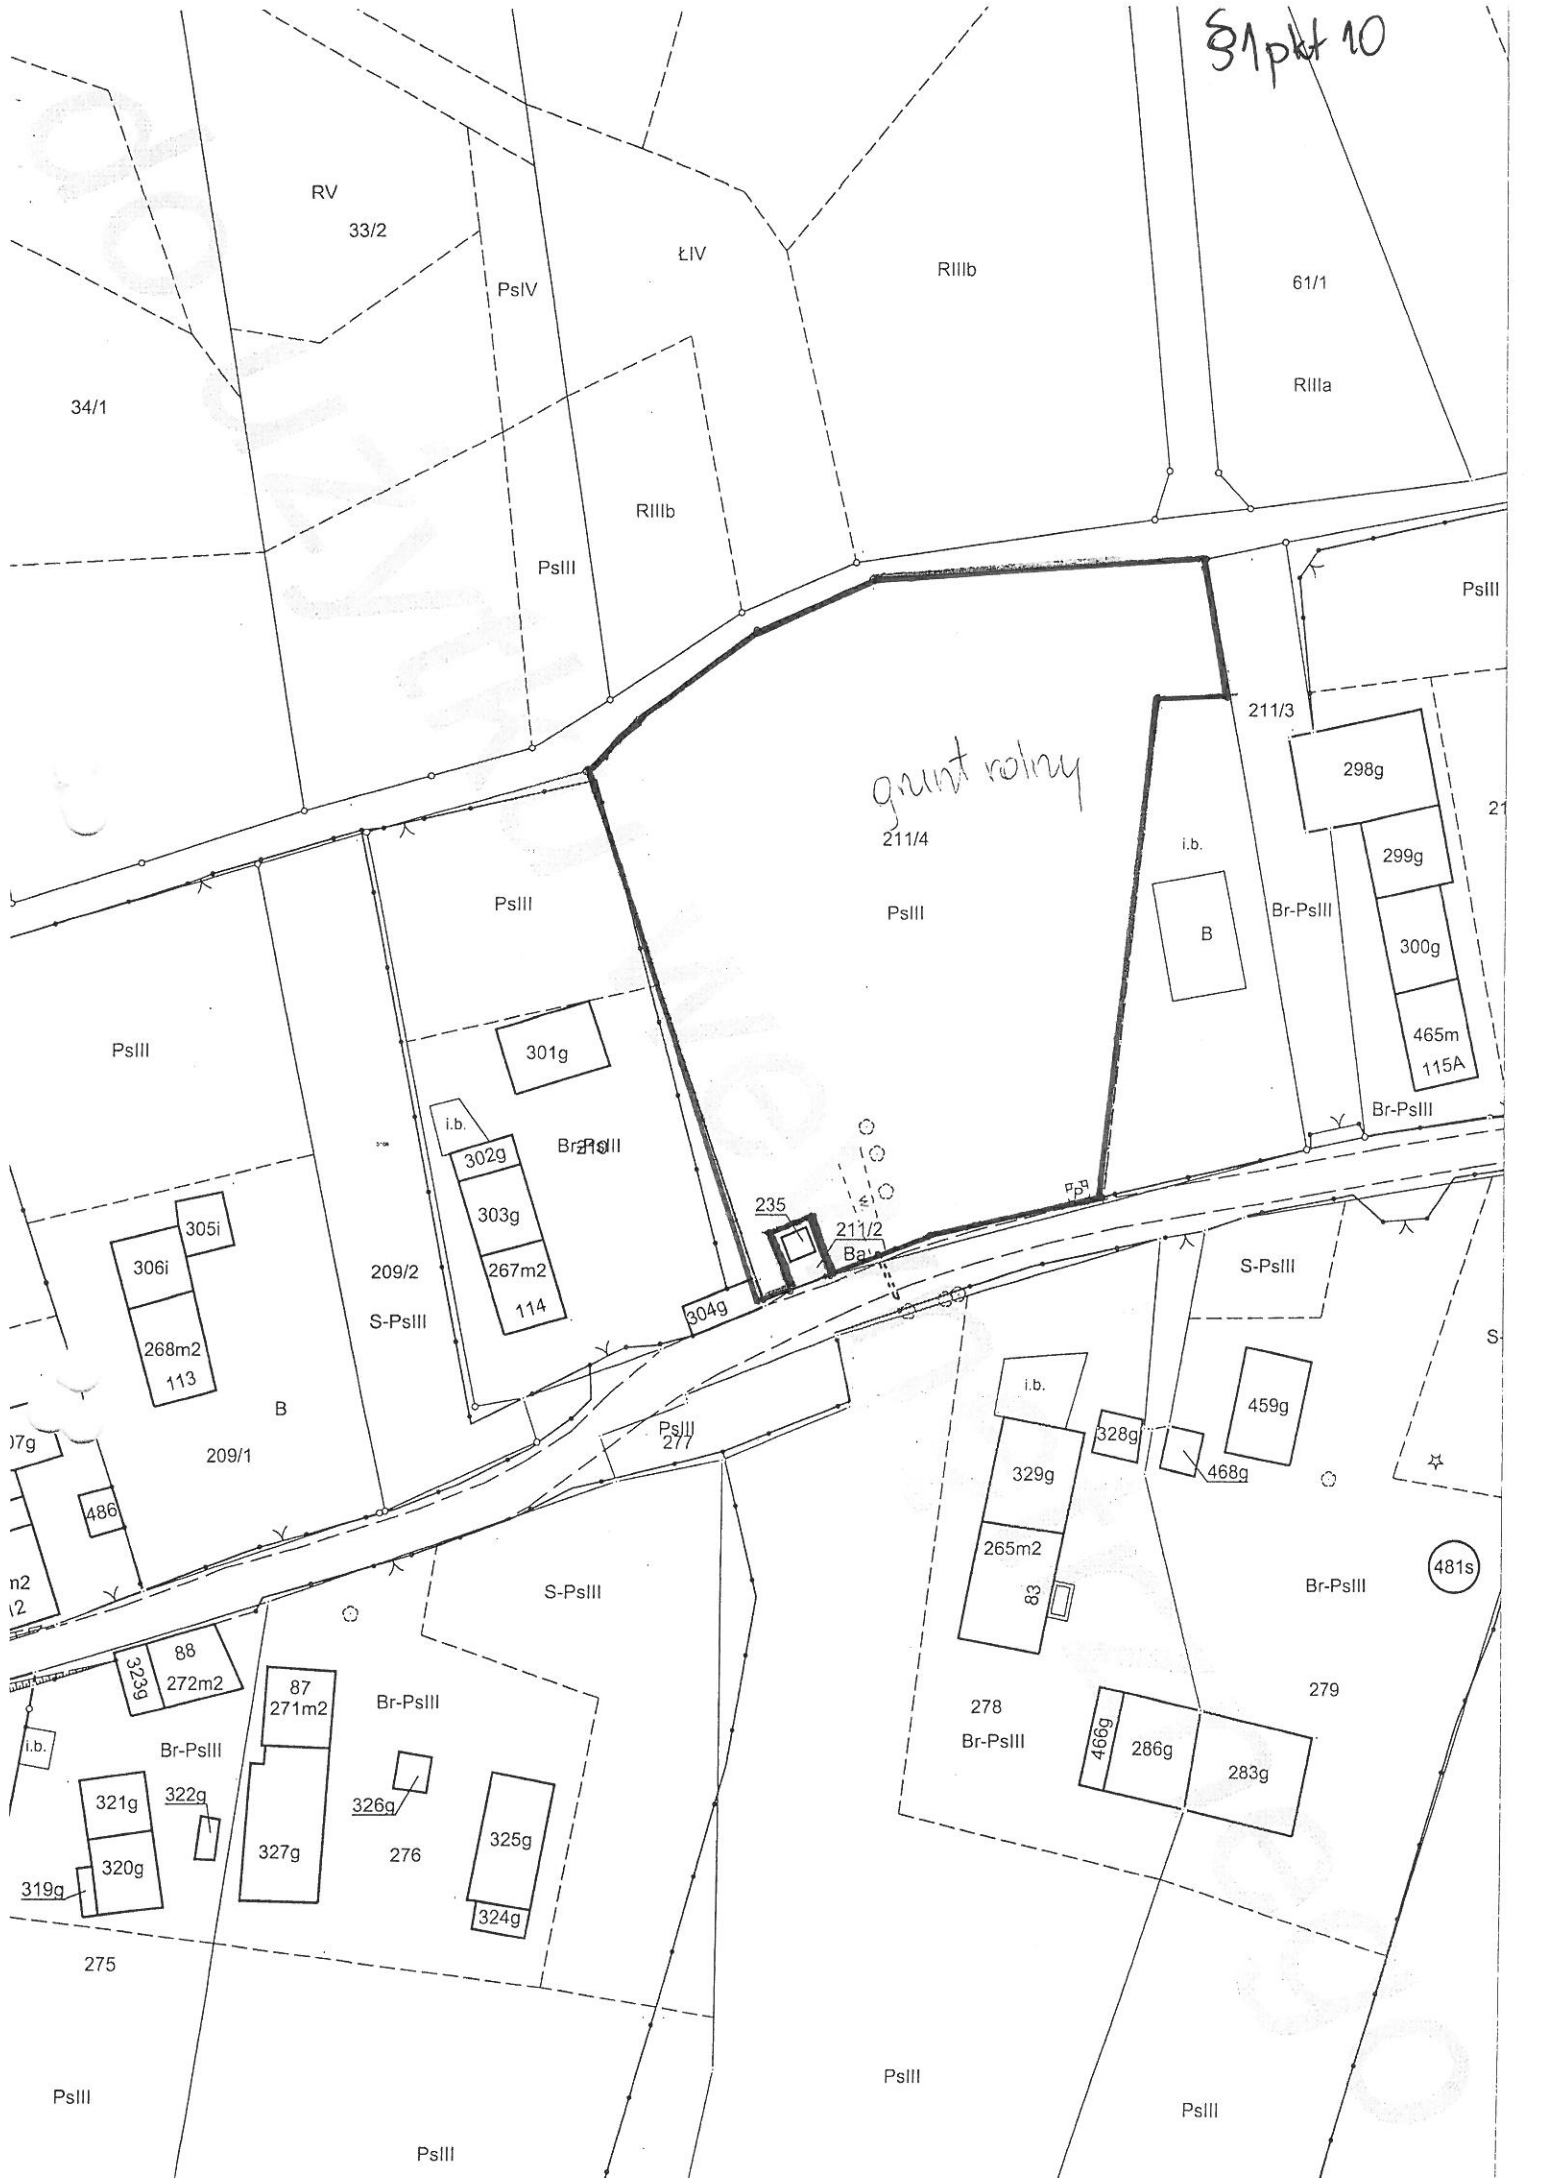 §1 pkt 10
RV
33/2
ŁIV
RIIIb
PsIV
61/1
RIIIa
34/1
RIIIb
PsIII
PsIII
211/3
298g
grunt rolny
211/4
21
i.b.
299g
PsIII
PsIII
Br-PsIII
B
300g
PsIII
301g
465m
115A
Br-PsIII
i.b.
302g
235
211/2
Ba
305i
306i
303g
209/2
267m2
S-PsIII
S-PsIII
114
304g
S-
268m2
113
i.b.
B
459g
PsIII
277
328g
07g
209/1
329g
468g
486
265m2
481s
m2
12
S-PsIII
83
Br-PsIII
88
272m2
323g
87
271m2
Br-PsIII
279
278
Br-PsIII
466g
286g
283g
i.b.
Br-PsIII
321g
322g
326g
325g
320g
327g
276
319g
324g
275
PsIII
PsIII
PsIII
PsIII